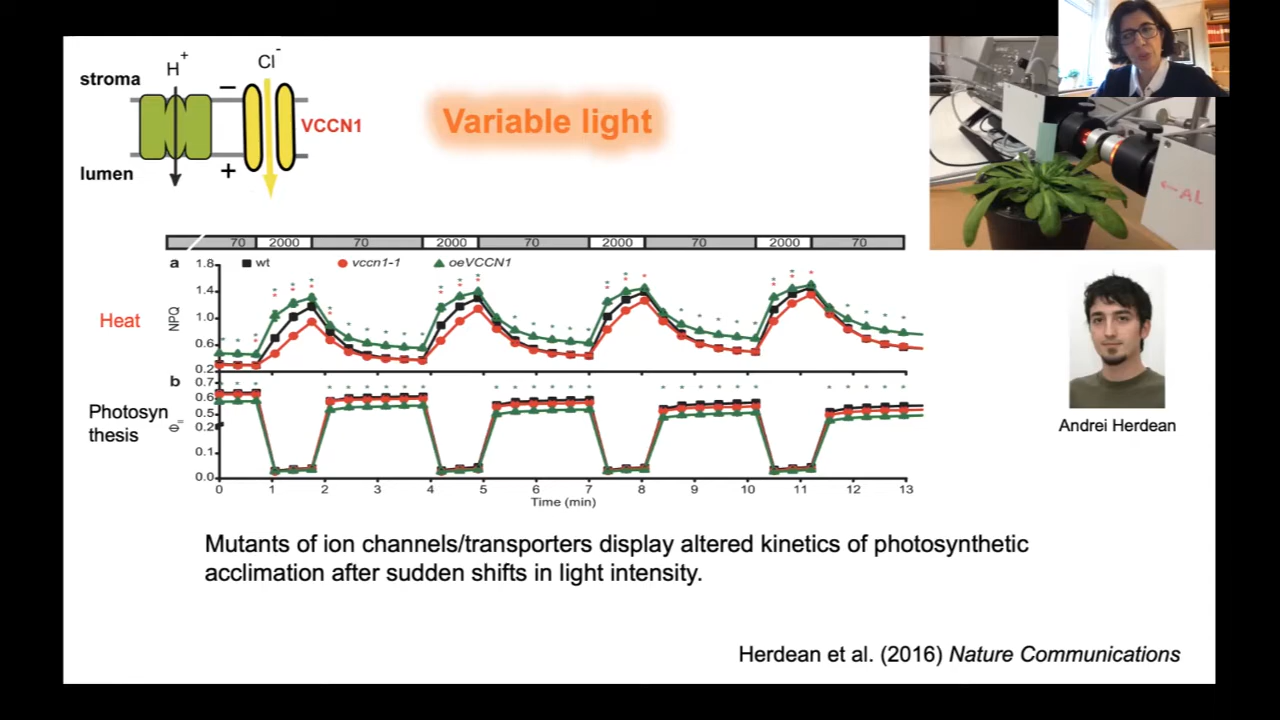 stroma
H+
Cl-
−
VCCN1
lumen
+
Variable light
←AL
70 2000 70 2000 70 2000 70 2000 70
a
wt vccn1-1 oeVCCN1
1.8
1.4
1.0
0.6
0.2
NPQ
Heat
b
0.7
0.6
0.5
0.2
0.1
0.0
ΦII
Photosyn
thesis
0 1 2 3 4 5 6 7 8 9 10 11 12 13
Time (min)
Andrei Herdean
Mutants of ion channels/transporters display altered kinetics of photosynthetic
acclimation after sudden shifts in light intensity.
Herdean et al. (2016) Nature Communications